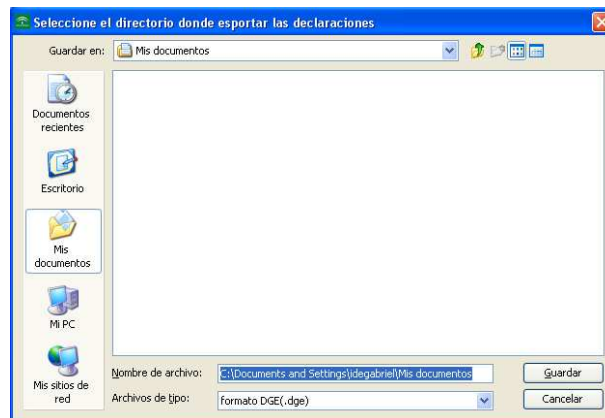 Seleccione el directorio donde esportar las declaraciones
Guardar en:
Mis documentos
Documentos
recientes
Escritorio
Mis
documentos
Mi PC
Mis sitios de
red
Nombre de archivo:
C:\Documents and Settings\idegabriel\Mis documentos
Guardar
Archivos de tipo:
formato DGE(.dge)
Cancelar